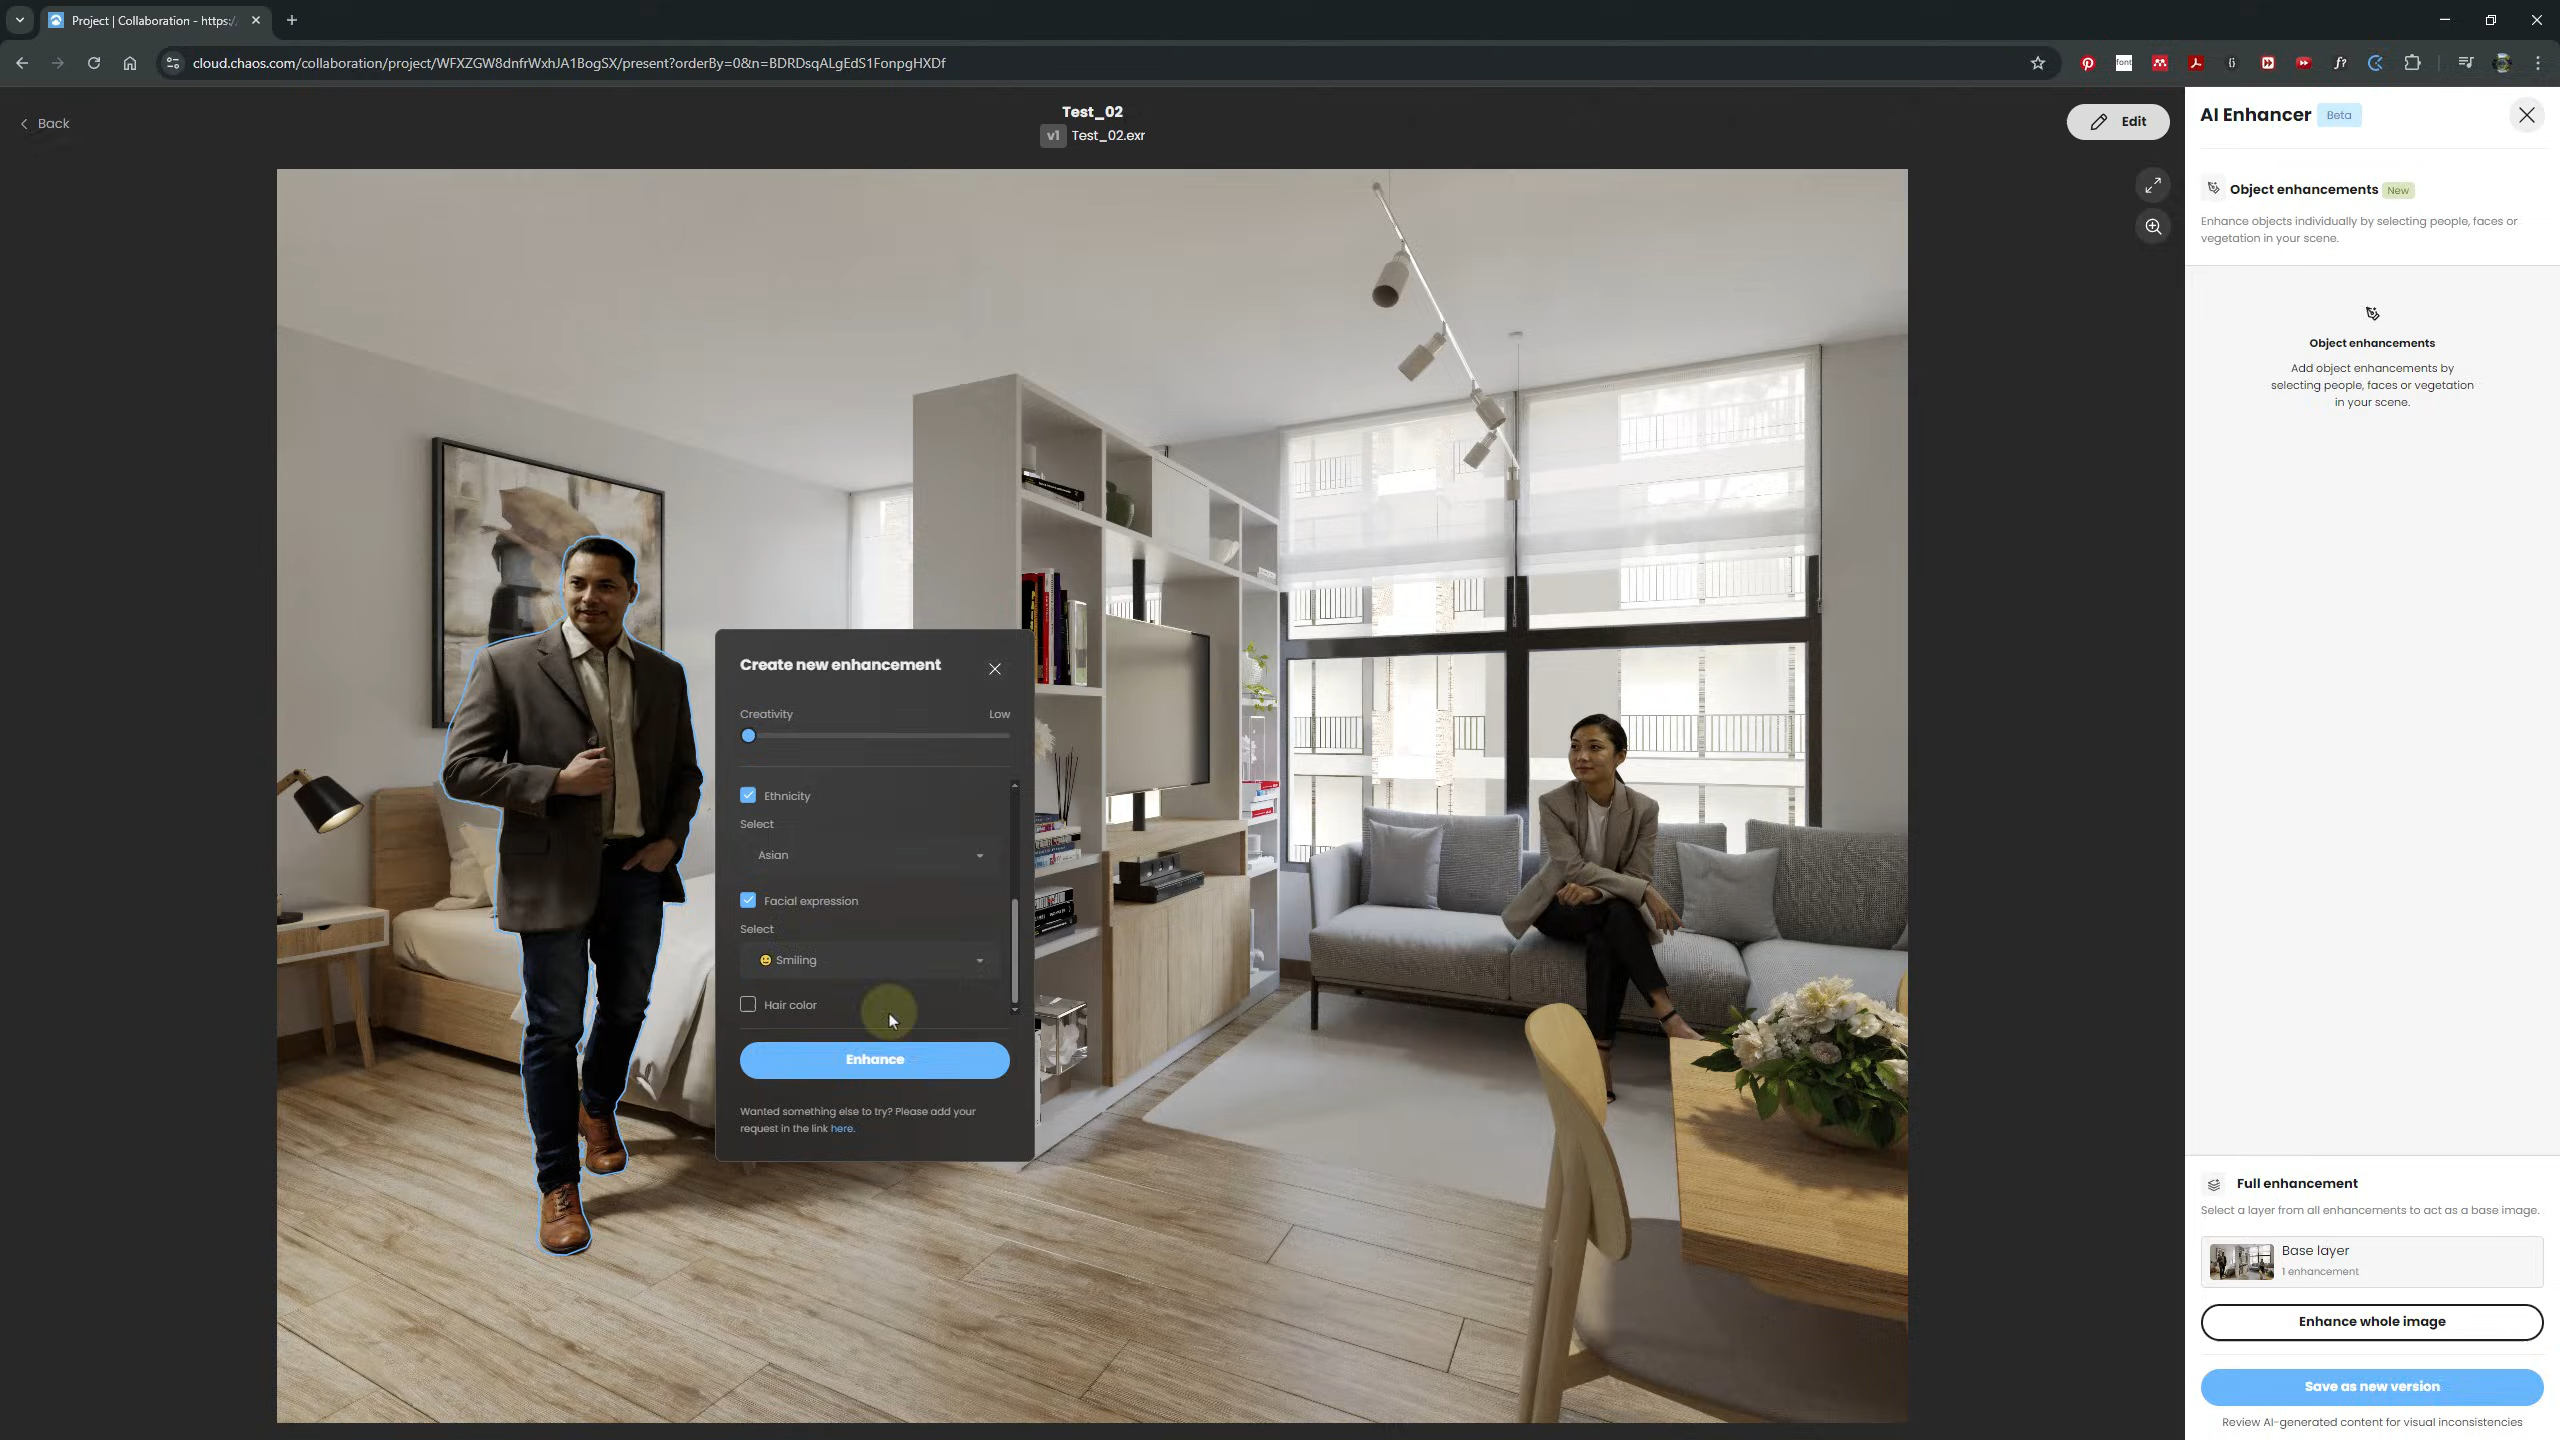 Project | Collaboration - https:/
cloud.chaos.com/collaboration/project/WFXZGW8dnfrWxhJA1BogSX/present?orderBy=0&n=BDRDsqALgEdS1FonpgHXDf
Back
Test_02
v1 Test_02.exr
Edit
AI Enhancer Beta
Object enhancements New
Enhance objects individually by selecting people, faces or
vegetation in your scene.
Object enhancements
Add object enhancements by
selecting people, faces or vegetation
in your scene.
Create new enhancement
Creativity Low
Ethnicity
Select
Asian
Facial expression
Select
Smiling
Hair color
Enhance
Wanted something else to try? Please add your
request in the link here.
Full enhancement
Select a layer from all enhancements to act as a base image.
Base layer
1 enhancement
Enhance whole image
Save as new version
Review AI-generated content for visual inconsistencies